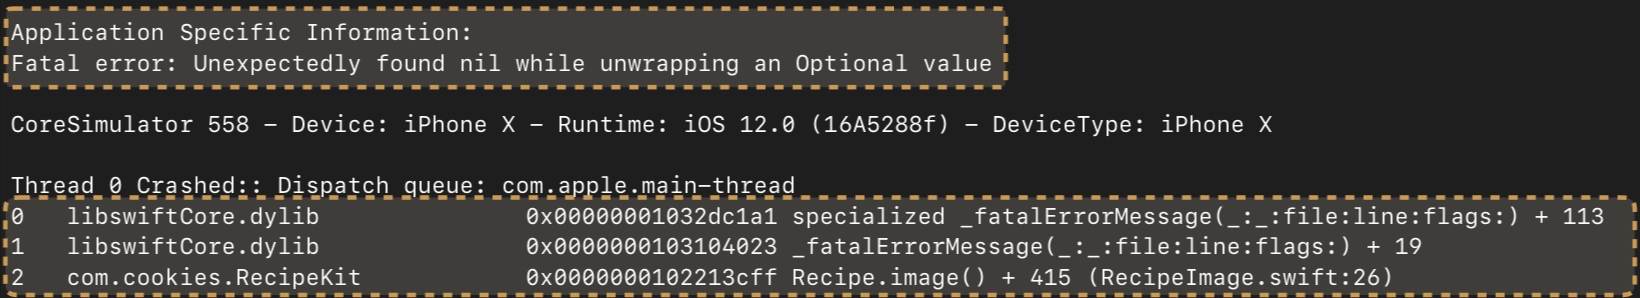 Application Specific Information:
Fatal error: Unexpectedly found nil while unwrapping an Optional value
CoreSimulator 558 – Device: iPhone X – Runtime: iOS 12.0 (16A5288f) – DeviceType: iPhone X
Thread 0 Crashed:: Dispatch queue: com.apple.main–thread
0 libswiftCore.dylib 0x00000001032dc1a1 specialized _fatalErrorMessage(_:_:file:line:flags:) + 113
1 libswiftCore.dylib 0x0000000103104023 _fatalErrorMessage(_:_:file:line:flags:) + 19
2 com.cookies.RecipeKit 0x0000000102213cff Recipe.image() + 415 (RecipeImage.swift:26)